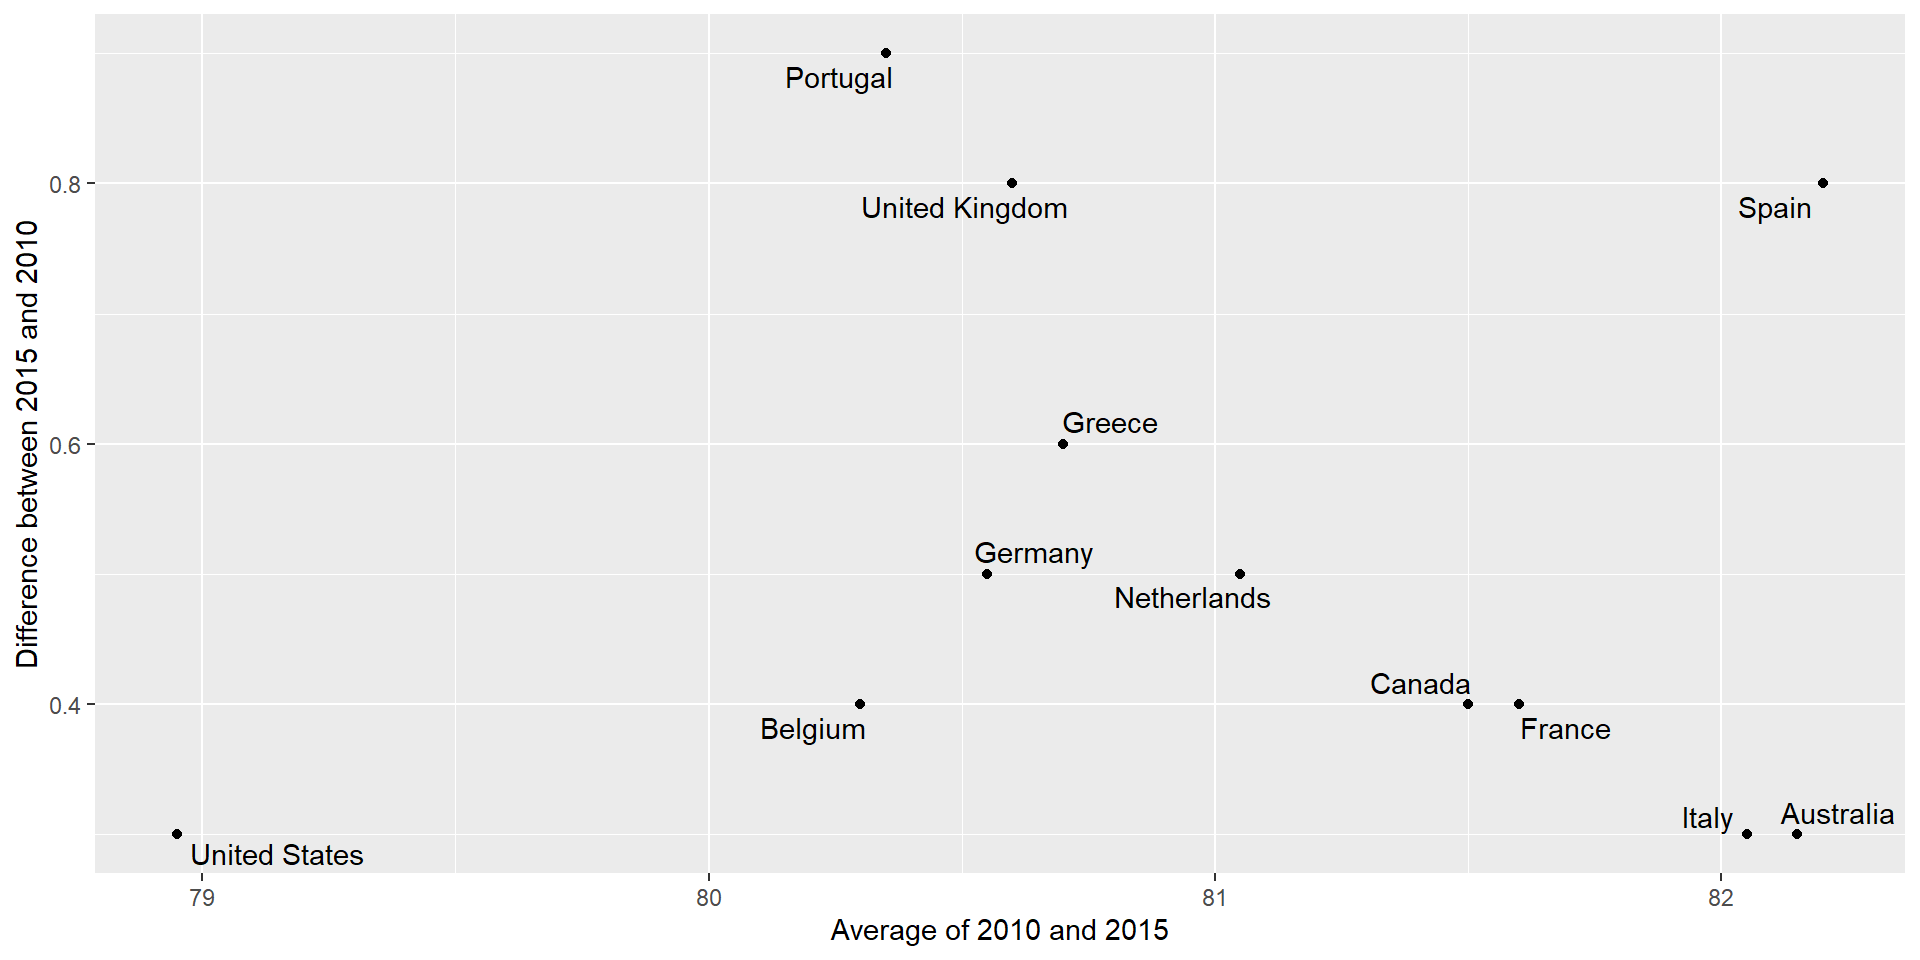 Difference between 2015 and 2010
0.8
0.6
0.4
Portugal
United Kingdom
Spain
Greece
Germany
Netherlands
Canada
Belgium
France
Italy
Australia
United States
79
80
81
82
Average of 2010 and 2015